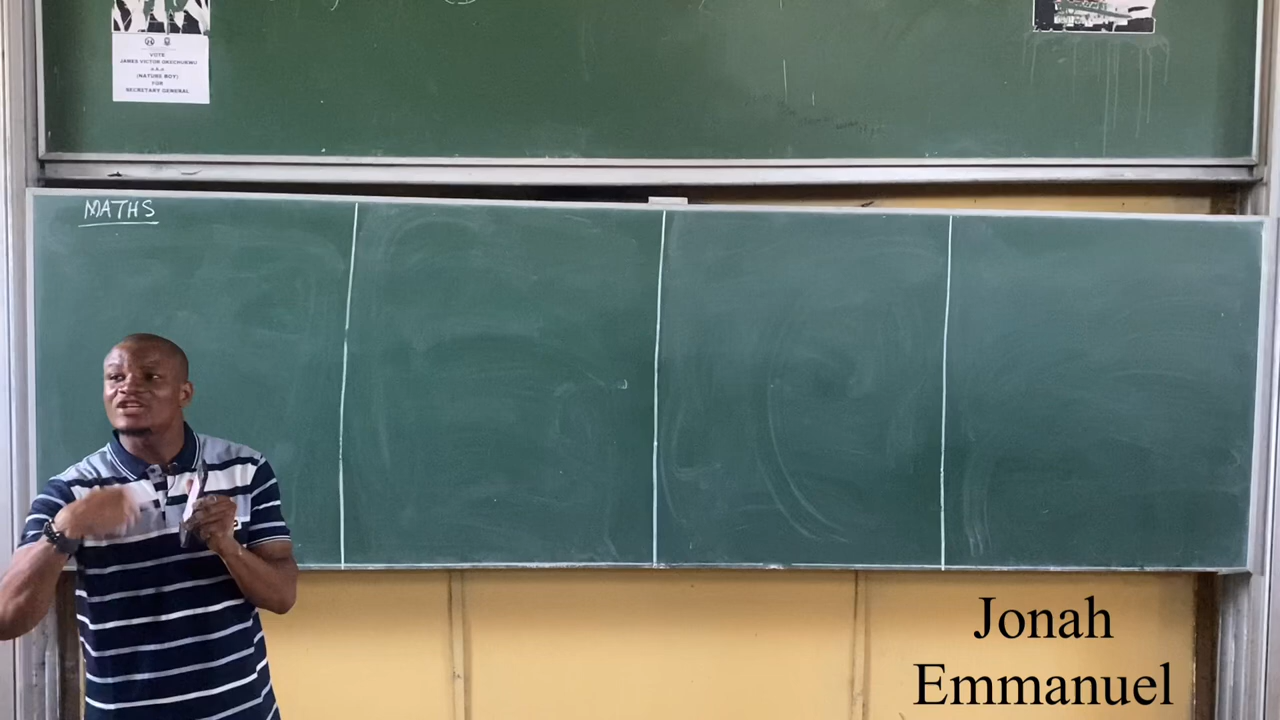 VOTE
JAMES VICTOR OKECHUKWU
a.k.a
(NATURE BOY)
FOR
SECRETARY GENERAL
MATHS
Jonah
Emmanuel